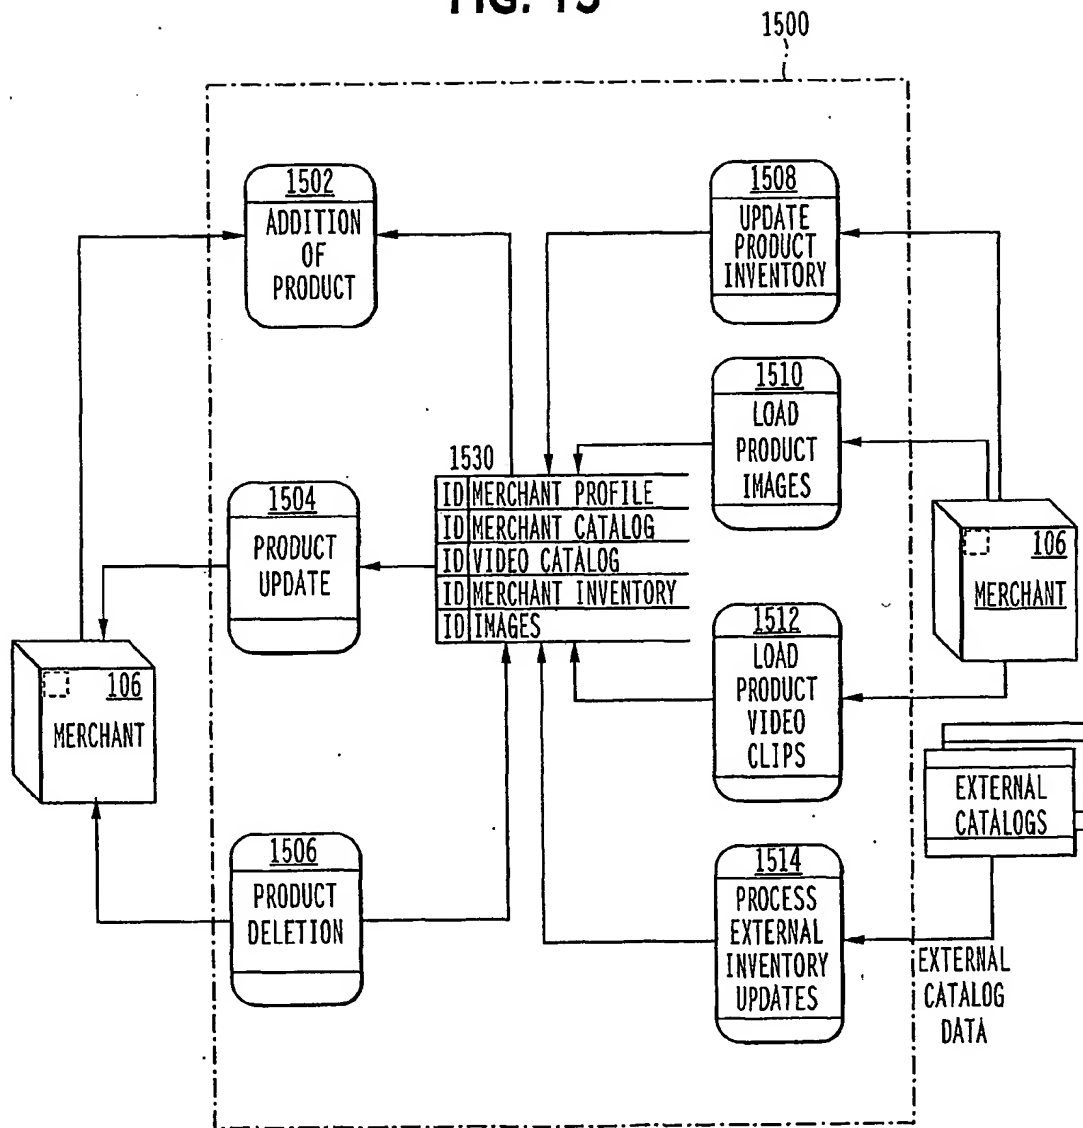 FIG. 15
1500
1502
ADDITION
OF
PRODUCT
1504
PRODUCT
UPDATE
1506
PRODUCT
DELETION
106
MERCHANT
1530
ID MERCHANT PROFILE
ID MERCHANT CATALOG
ID VIDEO CATALOG
ID MERCHANT INVENTORY
ID IMAGES
1508
UPDATE
PRODUCT
INVENTORY
1510
LOAD
PRODUCT
IMAGES
1512
LOAD
PRODUCT
VIDEO
CLIPS
1514
PROCESS
EXTERNAL
INVENTORY
UPDATES
106
MERCHANT
EXTERNAL
CATALOGS
EXTERNAL
CATALOG
DATA